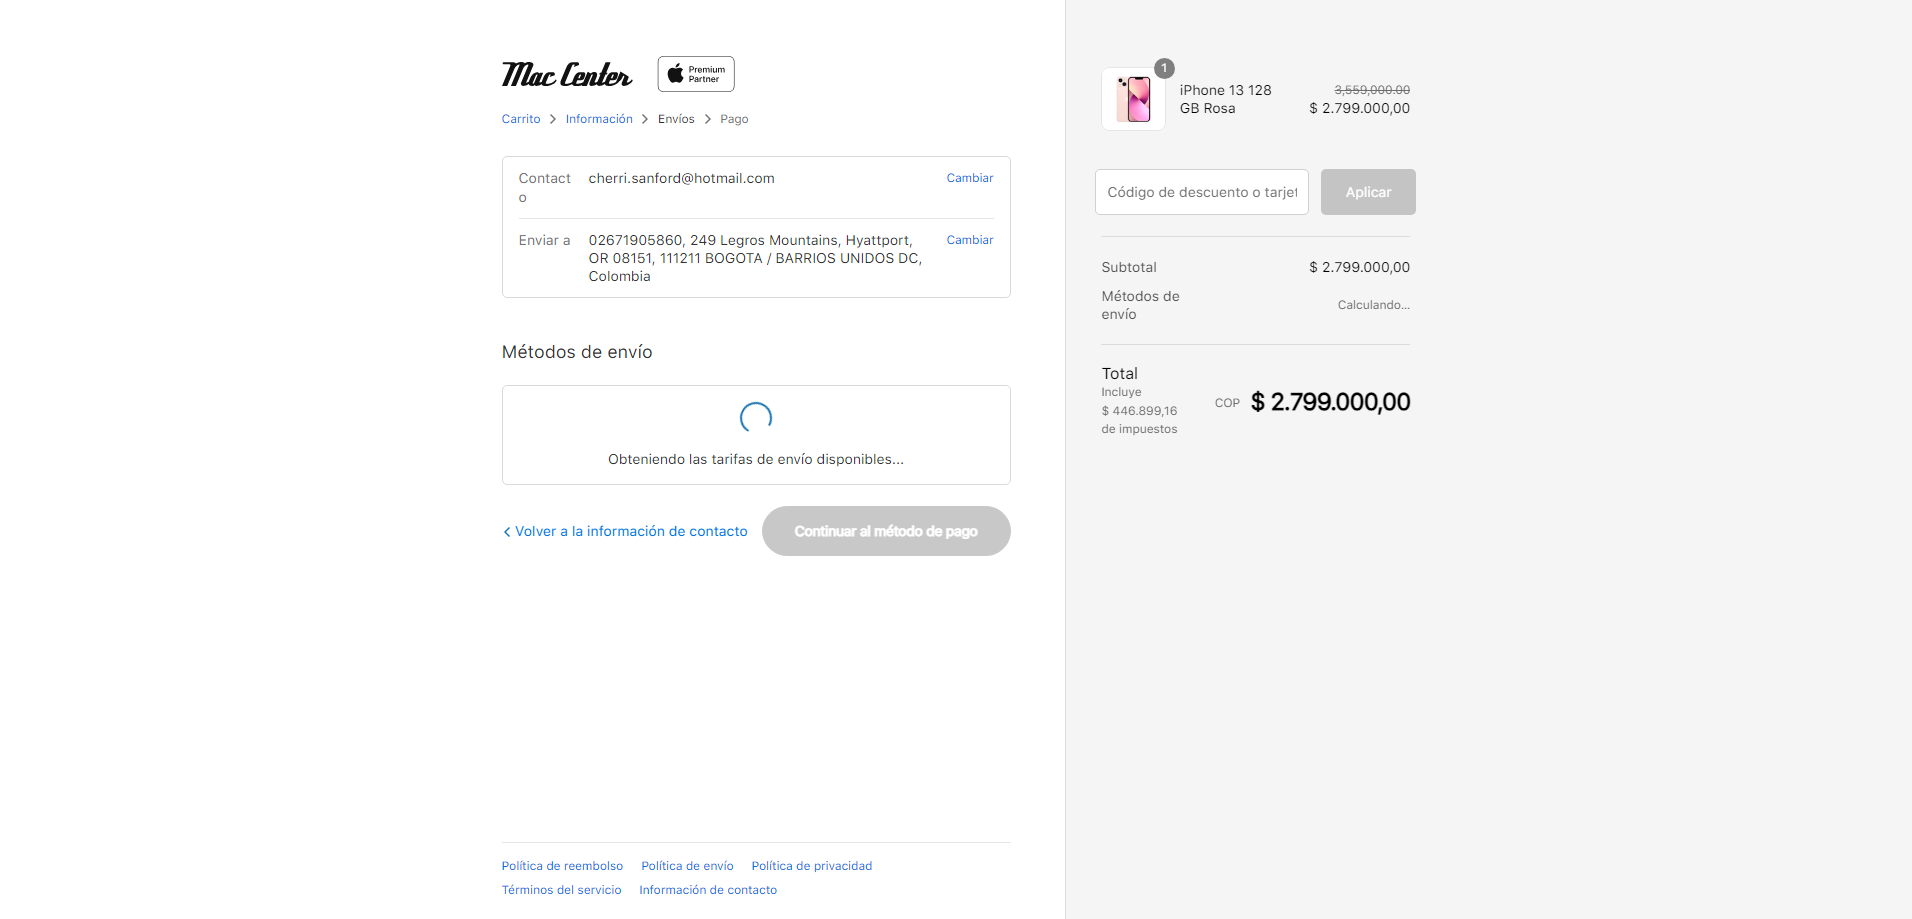 Mac Center
Premium
Partner
Carrito > Información > Envíos > Pago
Contact
o
cherri.sanford@hotmail.com
Cambiar
Enviar a
02671905860, 249 Legros Mountains, Hyattport,
OR 08151, 111211 BOGOTA / BARRIOS UNIDOS DC,
Colombia
Cambiar
Métodos de envío
Obteniendo las tarifas de envío disponibles...
Volver a la información de contacto
Continuar al método de pago
Política de reembolso Política de envío Política de privacidad
Términos del servicio Información de contacto
1
iPhone 13 128
GB Rosa
3,559,000.00
$ 2.799.000,00
Código de descuento o tarjet
Aplicar
Subtotal $ 2.799.000,00
Métodos de
envío
Calculando...
Total
Incluye
$ 446.899,16
de impuestos
COP $ 2.799.000,00